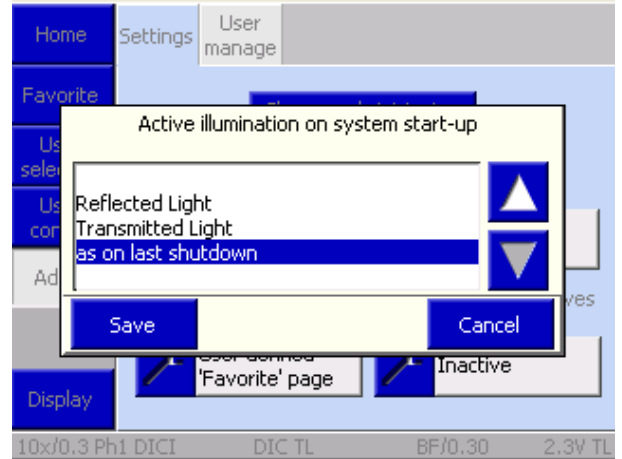 Home
Settings
User
manage
Favorite
Active illumination on system start-up
Reflected Light
Transmitted Light
as on last shutdown
Save
Cancel
'Favorite' page
Inactive
Display
10x/0.3 Ph1 DICI DIC TL BF/0.30 2.3V TL